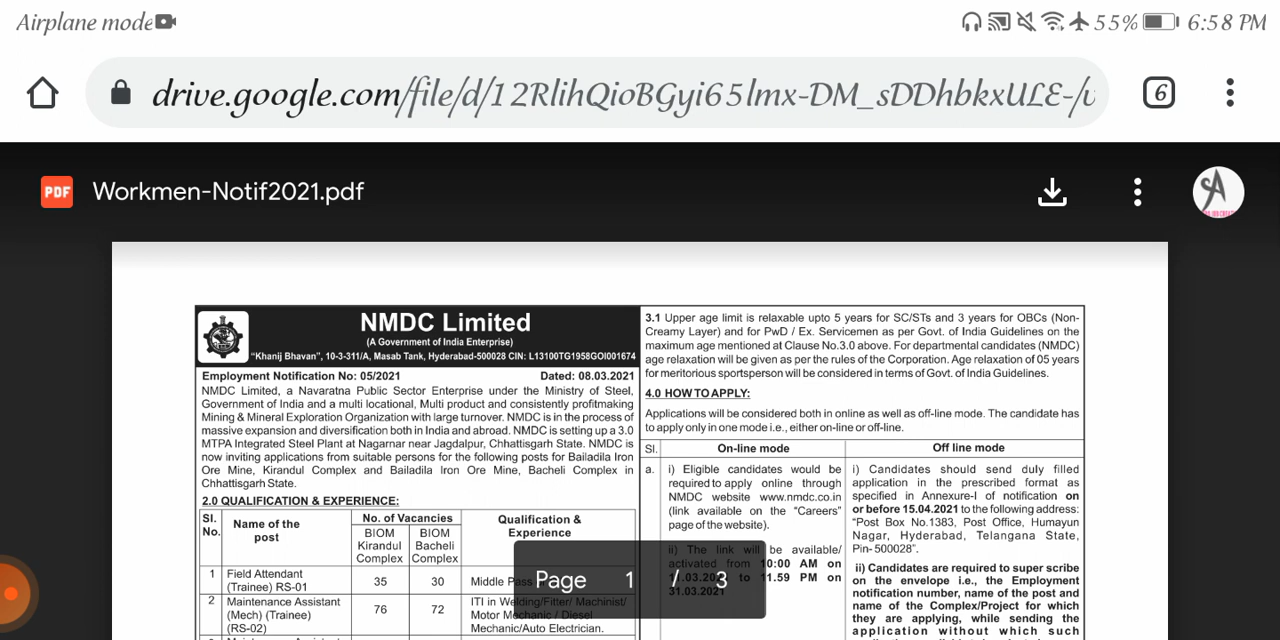 Airplane mode
55%
6:58 PM
drive.google.com/file/d/12RlihQioBGyi65lmx-DM_sDDhbkxULE-/v
6
PDF
Workmen-Notif2021.pdf
NMDC Limited
(A Government of India Enterprise)
"Khanij Bhavan", 10-3-311/A, Masab Tank, Hyderabad-500028 CIN: L13100TG1958GOI001674
Employment Notification No: 05/2021 Dated: 08.03.2021
NMDC Limited, a Navaratna Public Sector Enterprise under the Ministry of Steel,
Government of India and a multi locational, Multi product and consistently profitmaking
Mining & Mineral Exploration Organization with large turnover. NMDC is in the process of
massive expansion and diversification both in India and abroad. NMDC is setting up a 3.0
MTPA Integrated Steel Plant at Nagarnar near Jagdalpur, Chhattisgarh State. NMDC is
now inviting applications from suitable persons for the following posts for Bailadila Iron
Ore Mine, Kirandul Complex and Bailadila Iron Ore Mine, Bacheli Complex in
Chhattisgarh State.
2.0 QUALIFICATION & EXPERIENCE:
Sl. No.
Name of the post
No. of Vacancies
BIOM Kirandul Complex
BIOM Bacheli Complex
Qualification & Experience
1 Field Attendant (Trainee) RS-01 35 30 Middle Pass
2 Maintenance Assistant (Mech) (Trainee) (RS-02) 76 72 ITI in Welding/Fitter/ Machinist/ Motor Mechanic / Diesel Mechanic/Auto Electrician.
3.1 Upper age limit is relaxable upto 5 years for SC/STs and 3 years for OBCs (Non-
Creamy Layer) and for PwD / Ex. Servicemen as per Govt. of India Guidelines on the
maximum age mentioned at Clause No.3.0 above. For departmental candidates (NMDC)
age relaxation will be given as per the rules of the Corporation. Age relaxation of 05 years
for meritorious sportsperson will be considered in terms of Govt. of India Guidelines.
4.0 HOW TO APPLY:
Applications will be considered both in online as well as off-line mode. The candidate has
to apply only in one mode i.e., either on-line or off-line.
Sl. On-line mode Off line mode
a. i) Eligible candidates would be
required to apply online through
NMDC website www.nmdc.co.in
(link available on the "Careers"
page of the website).
ii) The link will be available/
activated from 10:00 AM on
11.03.2021 to 11.59 PM on
31.03.2021
i) Candidates should send duly filled
application in the prescribed format as
specified in Annexure-I of notification on
or before 15.04.2021 to the following address:
"Post Box No.1383, Post Office, Humayun
Nagar, Hyderabad, Telangana State,
Pin- 500028".
ii) Candidates are required to super scribe
on the envelope i.e., the Employment
notification number, name of the post and
name of the Complex/Project for which
they are applying, while sending the
application without which such
Page 1 / 3